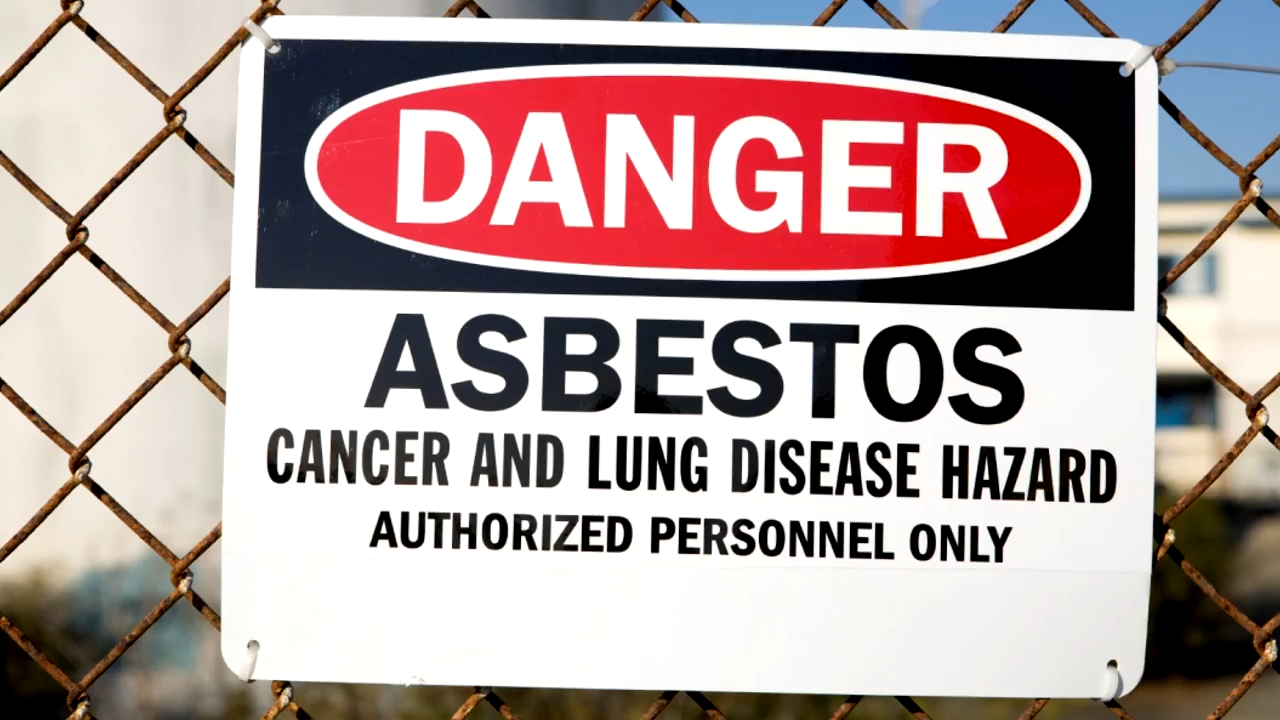 DANGER
ASBESTOS
CANCER AND LUNG DISEASE HAZARD
AUTHORIZED PERSONNEL ONLY